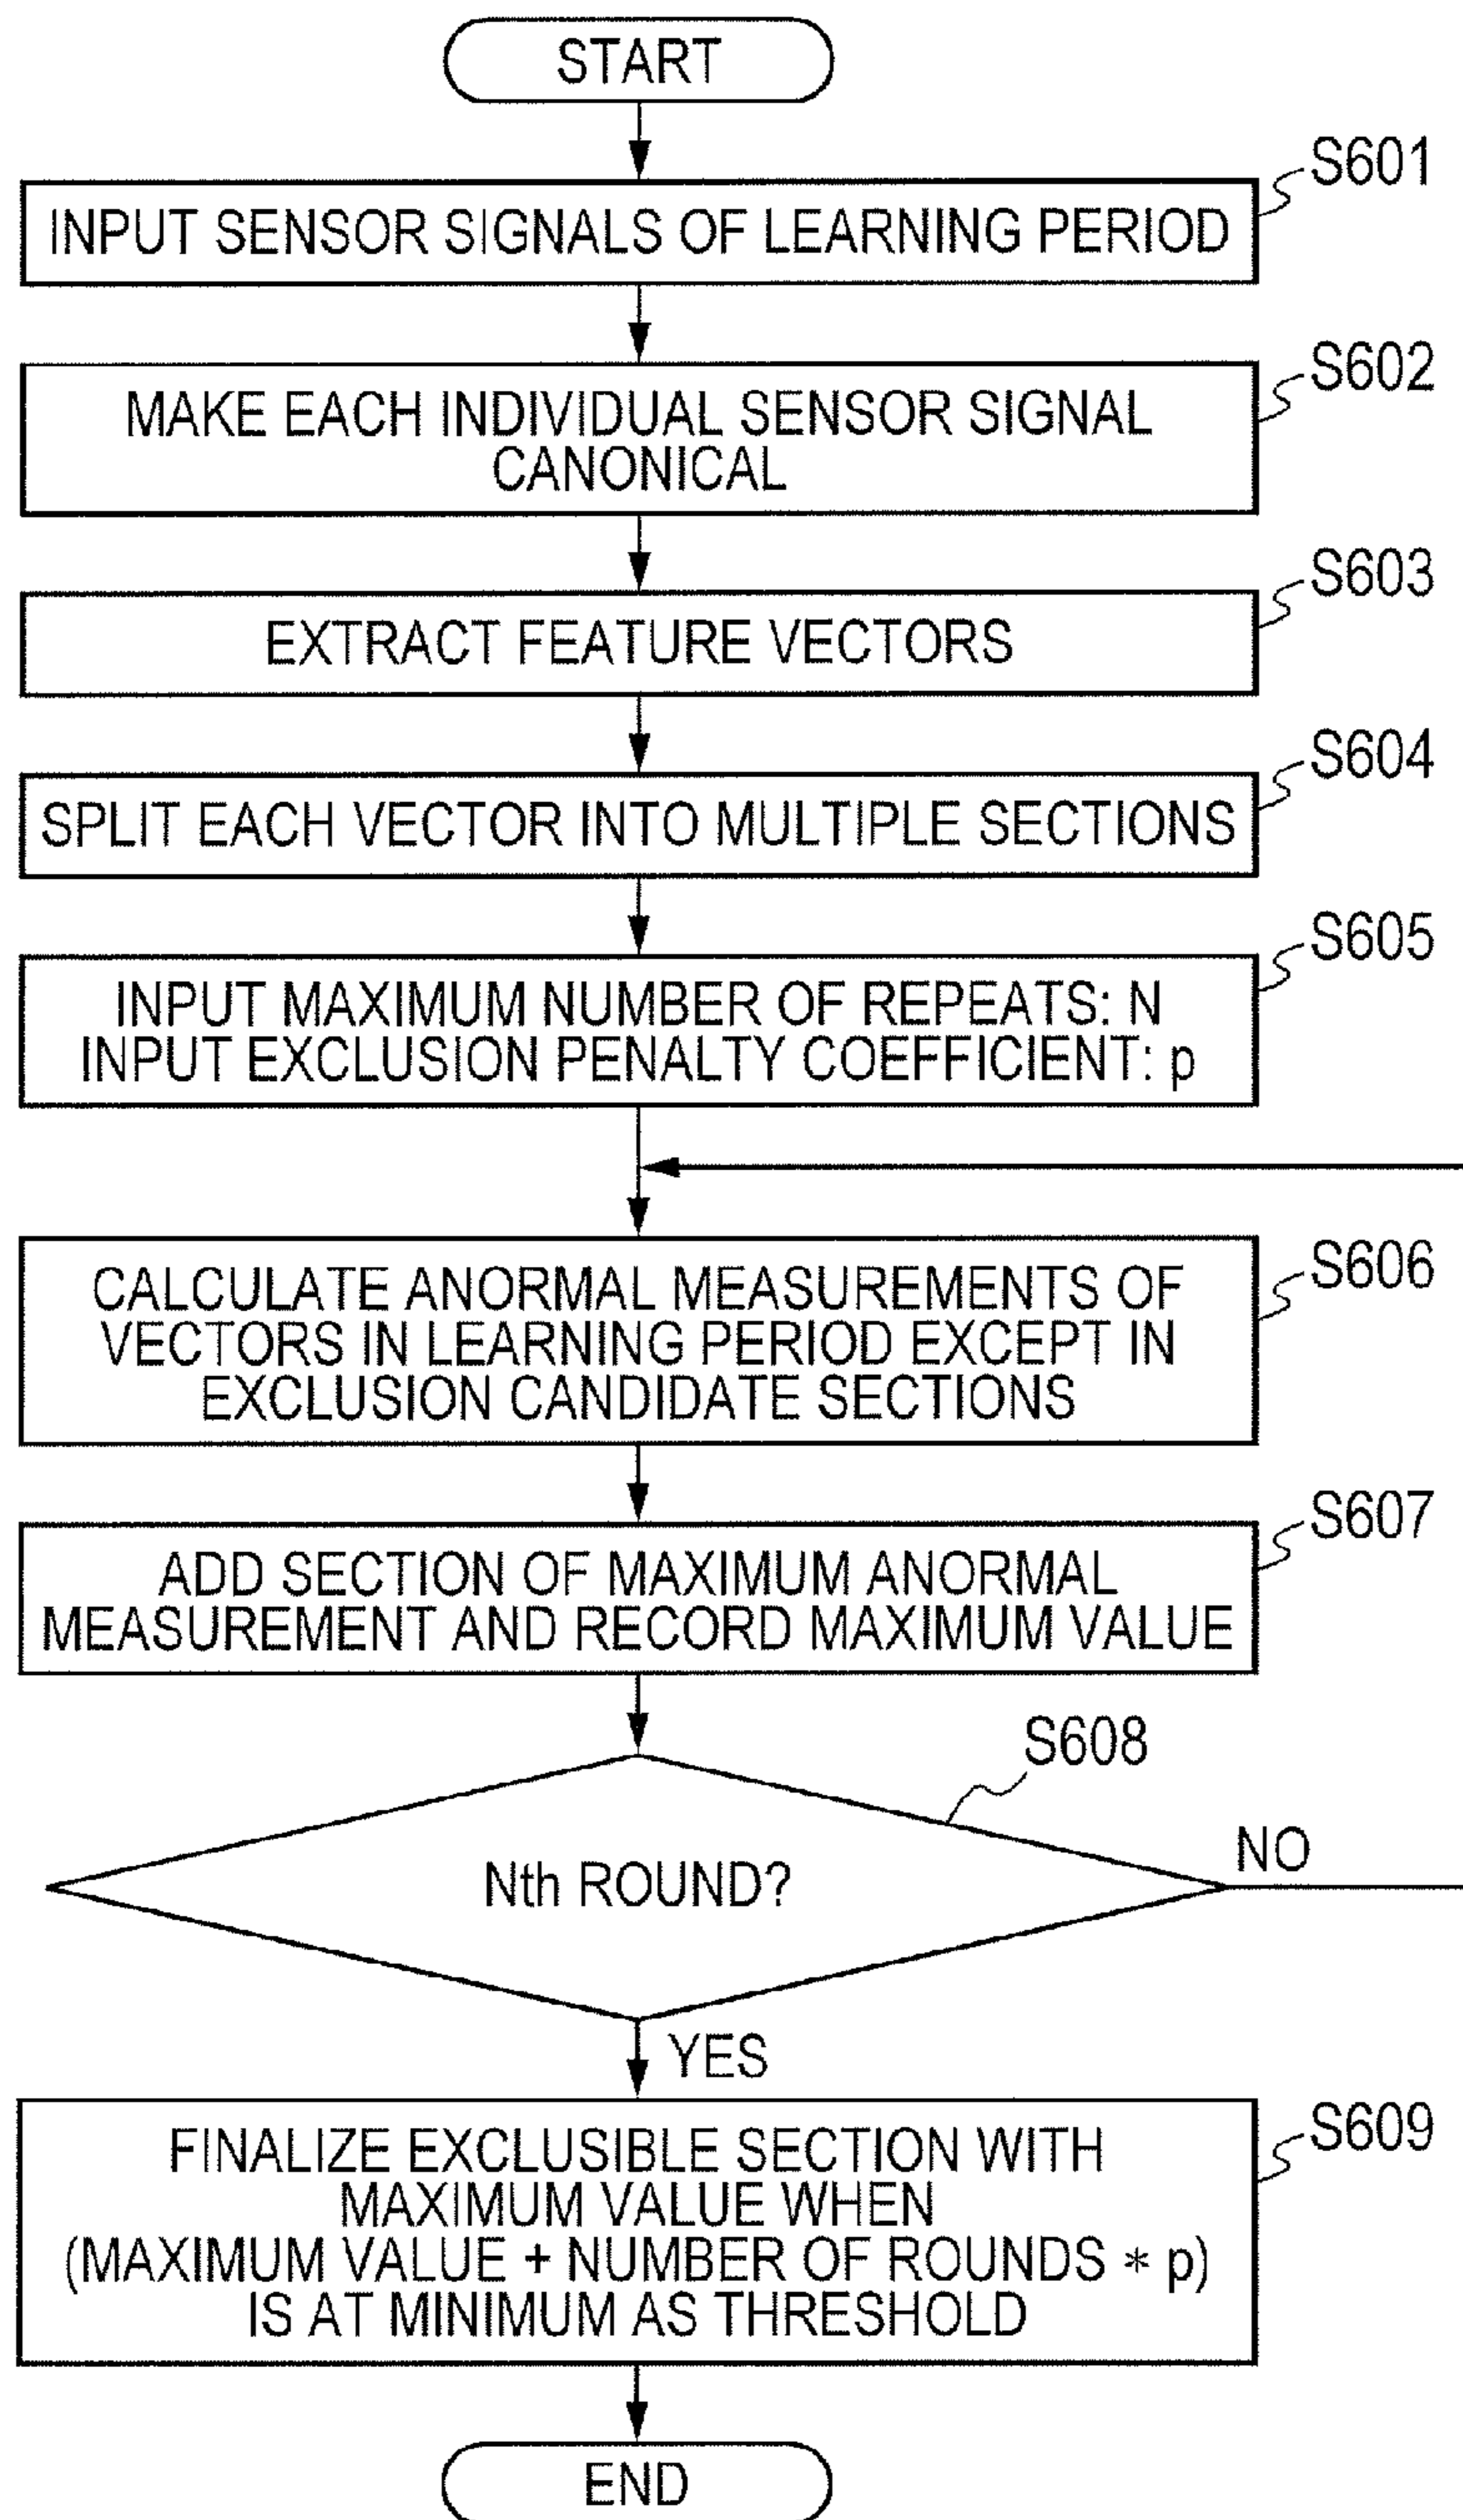 START
S601
INPUT SENSOR SIGNALS OF LEARNING PERIOD
S602
MAKE EACH INDIVIDUAL SENSOR SIGNAL
CANONICAL
S603
EXTRACT FEATURE VECTORS
S604
SPLIT EACH VECTOR INTO MULTIPLE SECTIONS
S605
INPUT MAXIMUM NUMBER OF REPEATS: N
INPUT EXCLUSION PENALTY COEFFICIENT: p
S606
CALCULATE ANORMAL MEASUREMENTS OF
VECTORS IN LEARNING PERIOD EXCEPT IN
EXCLUSION CANDIDATE SECTIONS
S607
ADD SECTION OF MAXIMUM ANORMAL
MEASUREMENT AND RECORD MAXIMUM VALUE
S608
Nth ROUND?
NO
YES
S609
FINALIZE EXCLUSIBLE SECTION WITH
MAXIMUM VALUE WHEN
(MAXIMUM VALUE + NUMBER OF ROUNDS * p)
IS AT MINIMUM AS THRESHOLD
END